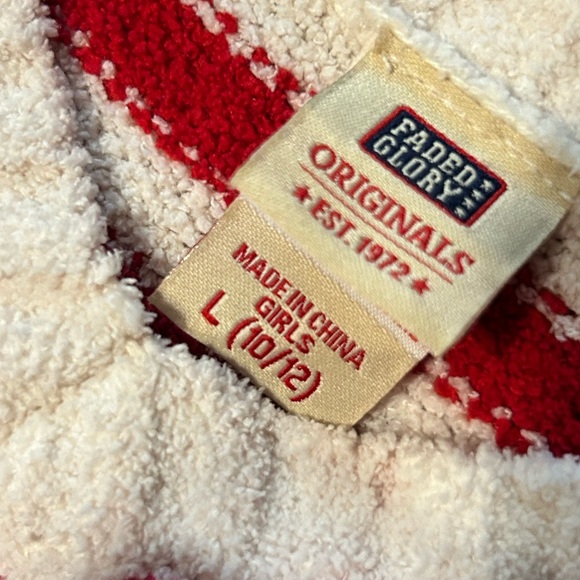 FADED
GLORY
ORIGINALS
★ EST. 1972 ★
MADE IN CHINA
GIRLS
L (10/12)